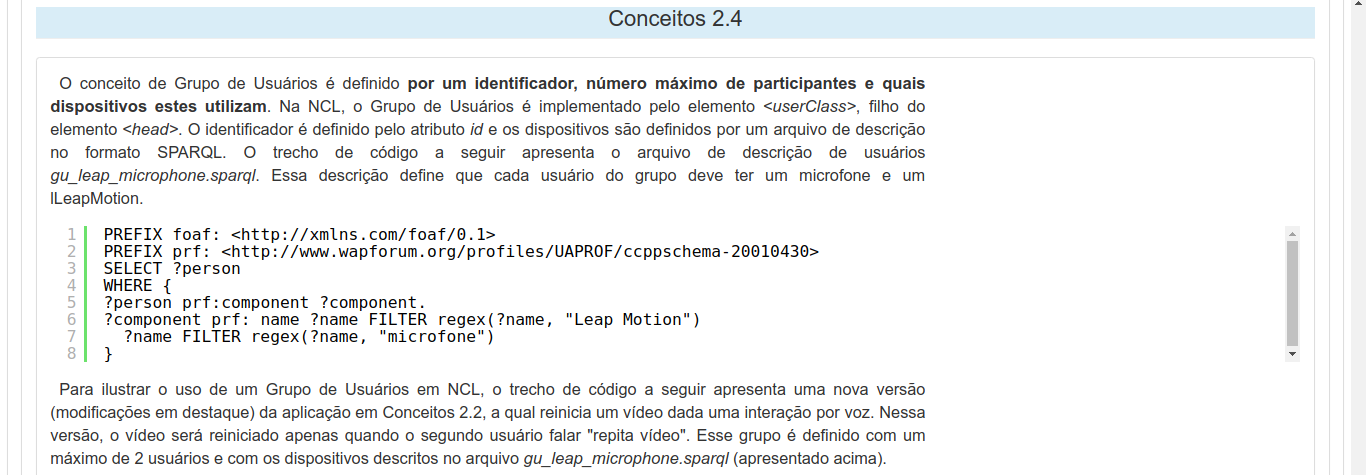 Conceitos 2.4
O conceito de Grupo de Usuários é definido por um identificador, número máximo de participantes e quais
dispositivos estes utilizam. Na NCL, o Grupo de Usuários é implementado pelo elemento <userClass>, filho do
elemento <head>. O identificador é definido pelo atributo id e os dispositivos são definidos por um arquivo de descrição
no formato SPARQL. O trecho de código a seguir apresenta o arquivo de descrição de usuários
gu_leap_microphone.sparql. Essa descrição define que cada usuário do grupo deve ter um microfone e um
lLeapMotion.
1 PREFIX foaf: <http://xmlns.com/foaf/0.1>
2 PREFIX prf: <http://www.wapforum.org/profiles/UAPROF/ccppschema-20010430>
3 SELECT ?person
4 WHERE {
5 ?person prf:component ?component.
6 ?component prf: name ?name FILTER regex(?name, "Leap Motion")
7 ?name FILTER regex(?name, "microfone")
8 }
Para ilustrar o uso de um Grupo de Usuários em NCL, o trecho de código a seguir apresenta uma nova versão
(modificações em destaque) da aplicação em Conceitos 2.2, a qual reinicia um vídeo dada uma interação por voz. Nessa
versão, o vídeo será reiniciado apenas quando o segundo usuário falar "repita vídeo". Esse grupo é definido com um
máximo de 2 usuários e com os dispositivos descritos no arquivo gu_leap_microphone.sparql (apresentado acima).